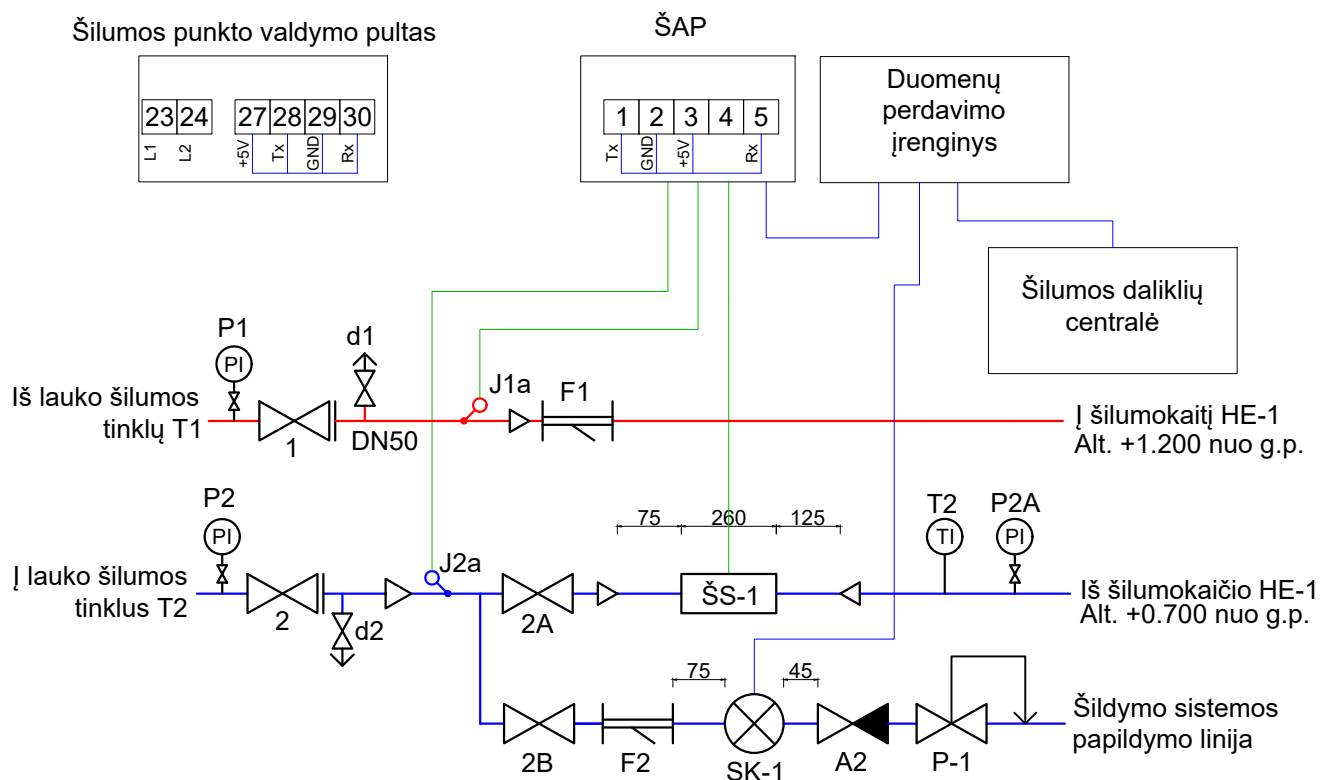 Šilumos punkto valdymo pultas
ŠAP
23 24 27 28 29 30
L1 L2 +5V Tx GND Rx
1 2 3 4 5
Tx GND +5V Rx
Duomenų
perdavimo
įrenginys
Šilumos daliklių
centralė
P1
PI
d1
J1a
F1
Iš lauko šilumos
tinklų T1
1
DN50
Į šilumokaitį HE-1
Alt. +1.200 nuo g.p.
P2
PI
J2a
75 260 125
T2
TI
P2A
PI
Į lauko šilumos
tinklus T2
2
d2
2A
ŠS-1
Iš šilumokaičio HE-1
Alt. +0.700 nuo g.p.
75 45
2B
F2
SK-1
A2
P-1
Šildymo sistemos
papildymo linija